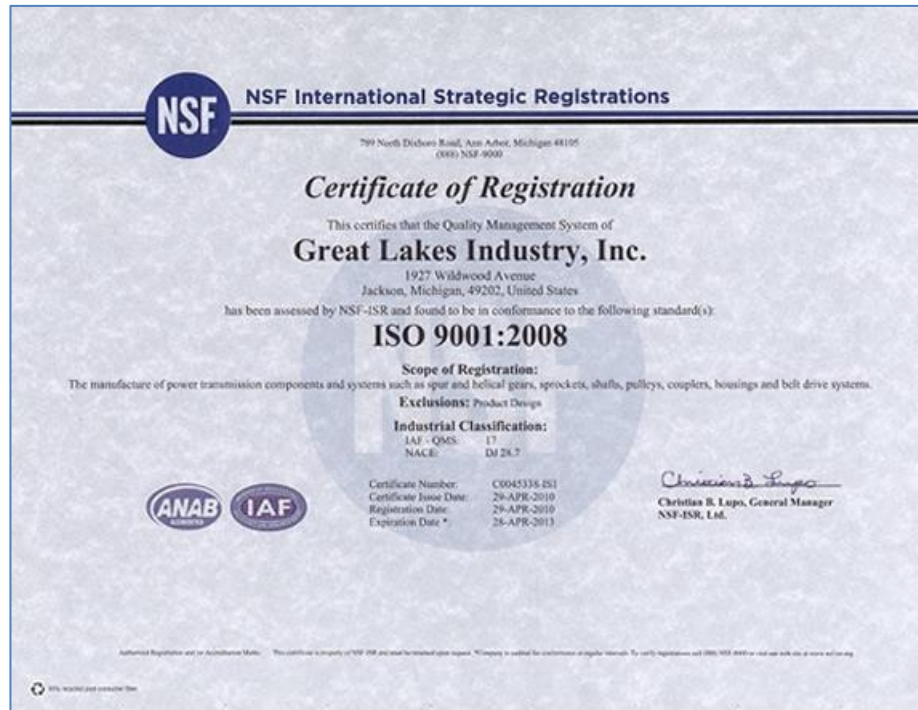 NSF
NSF International Strategic Registrations
789 North Dixboro Road, Ann Arbor, Michigan 48105
(888) NSF-9000
Certificate of Registration
This certifies that the Quality Management System of
Great Lakes Industry, Inc.
1927 Wildwood Avenue
Jackson, Michigan, 49202, United States
has been assessed by NSF-ISR and found to be in conformance to the following standard(s):
ISO 9001:2008
Scope of Registration:
The manufacture of power transmission components and systems such as spur and helical gears, sprockets, shafts, pulleys, couplers, housings and belt drive systems.
Exclusions: Product Design
Industrial Classification:
IAF - QMS: 17
NACE: DJ 28.7
Certificate Number:
Certificate Issue Date: 29-APR-2010
Registration Date: 29-APR-2010
Expiration Date *: 28-APR-2013
ANAB
ACCREDITED
IAF
Christian B. Lupo
Christian B. Lupo, General Manager
NSF-ISR, Ltd.